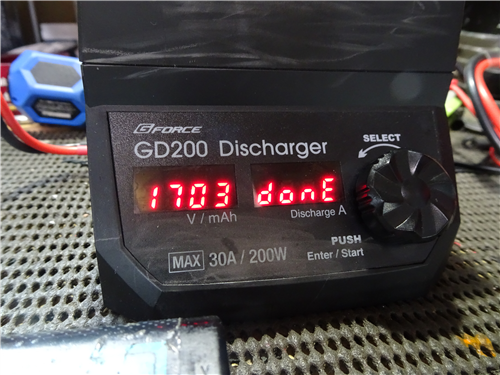 G FORCE
GD200 Discharger
SELECT
1703 donE
V / mAh Discharge A
MAX 30A / 200W
PUSH
Enter / Start